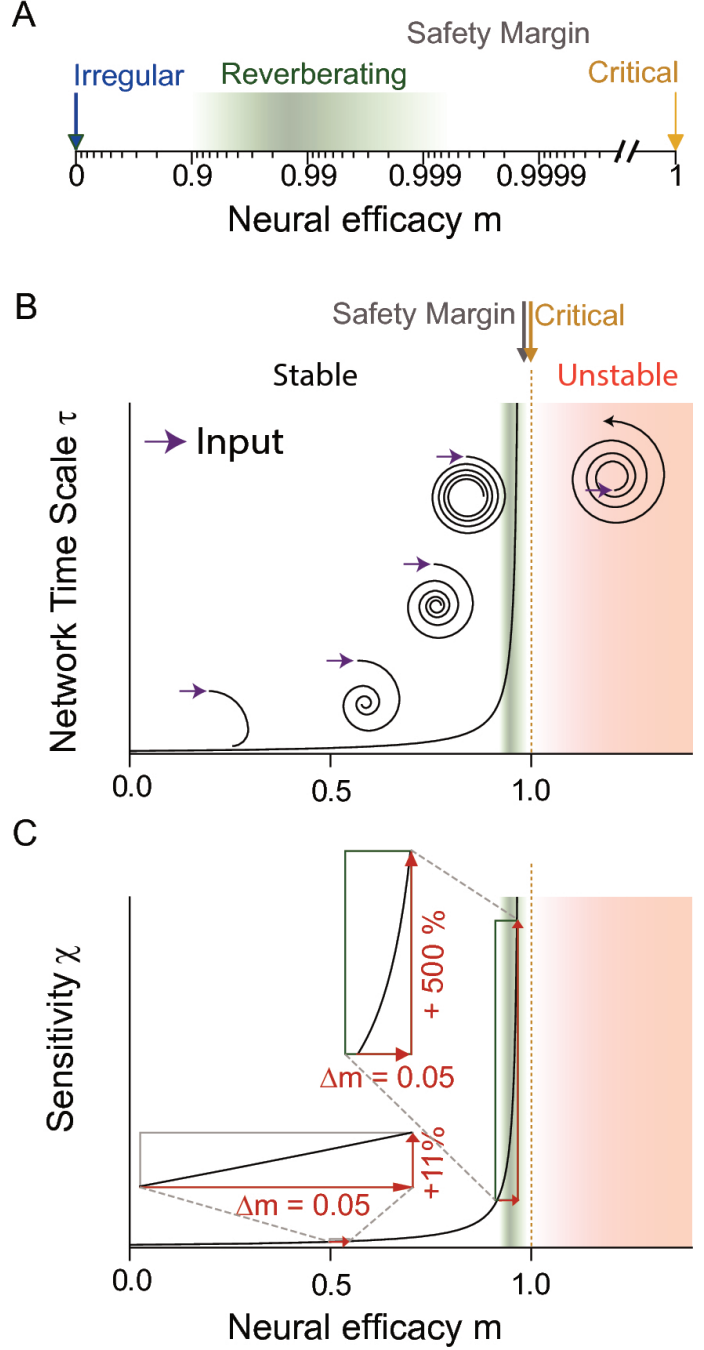 A
Safety Margin
Irregular
Reverberating
Critical
0
0.9
0.99
0.999
0.9999
1
Neural efficacy m
B
Safety Margin
Critical
Stable
Unstable
Input
Network Time Scale τ
0.0
0.5
1.0
C
+ 500 %
Δm = 0.05
+11%
Δm = 0.05
Sensitivity χ
0.0
0.5
1.0
Neural efficacy m